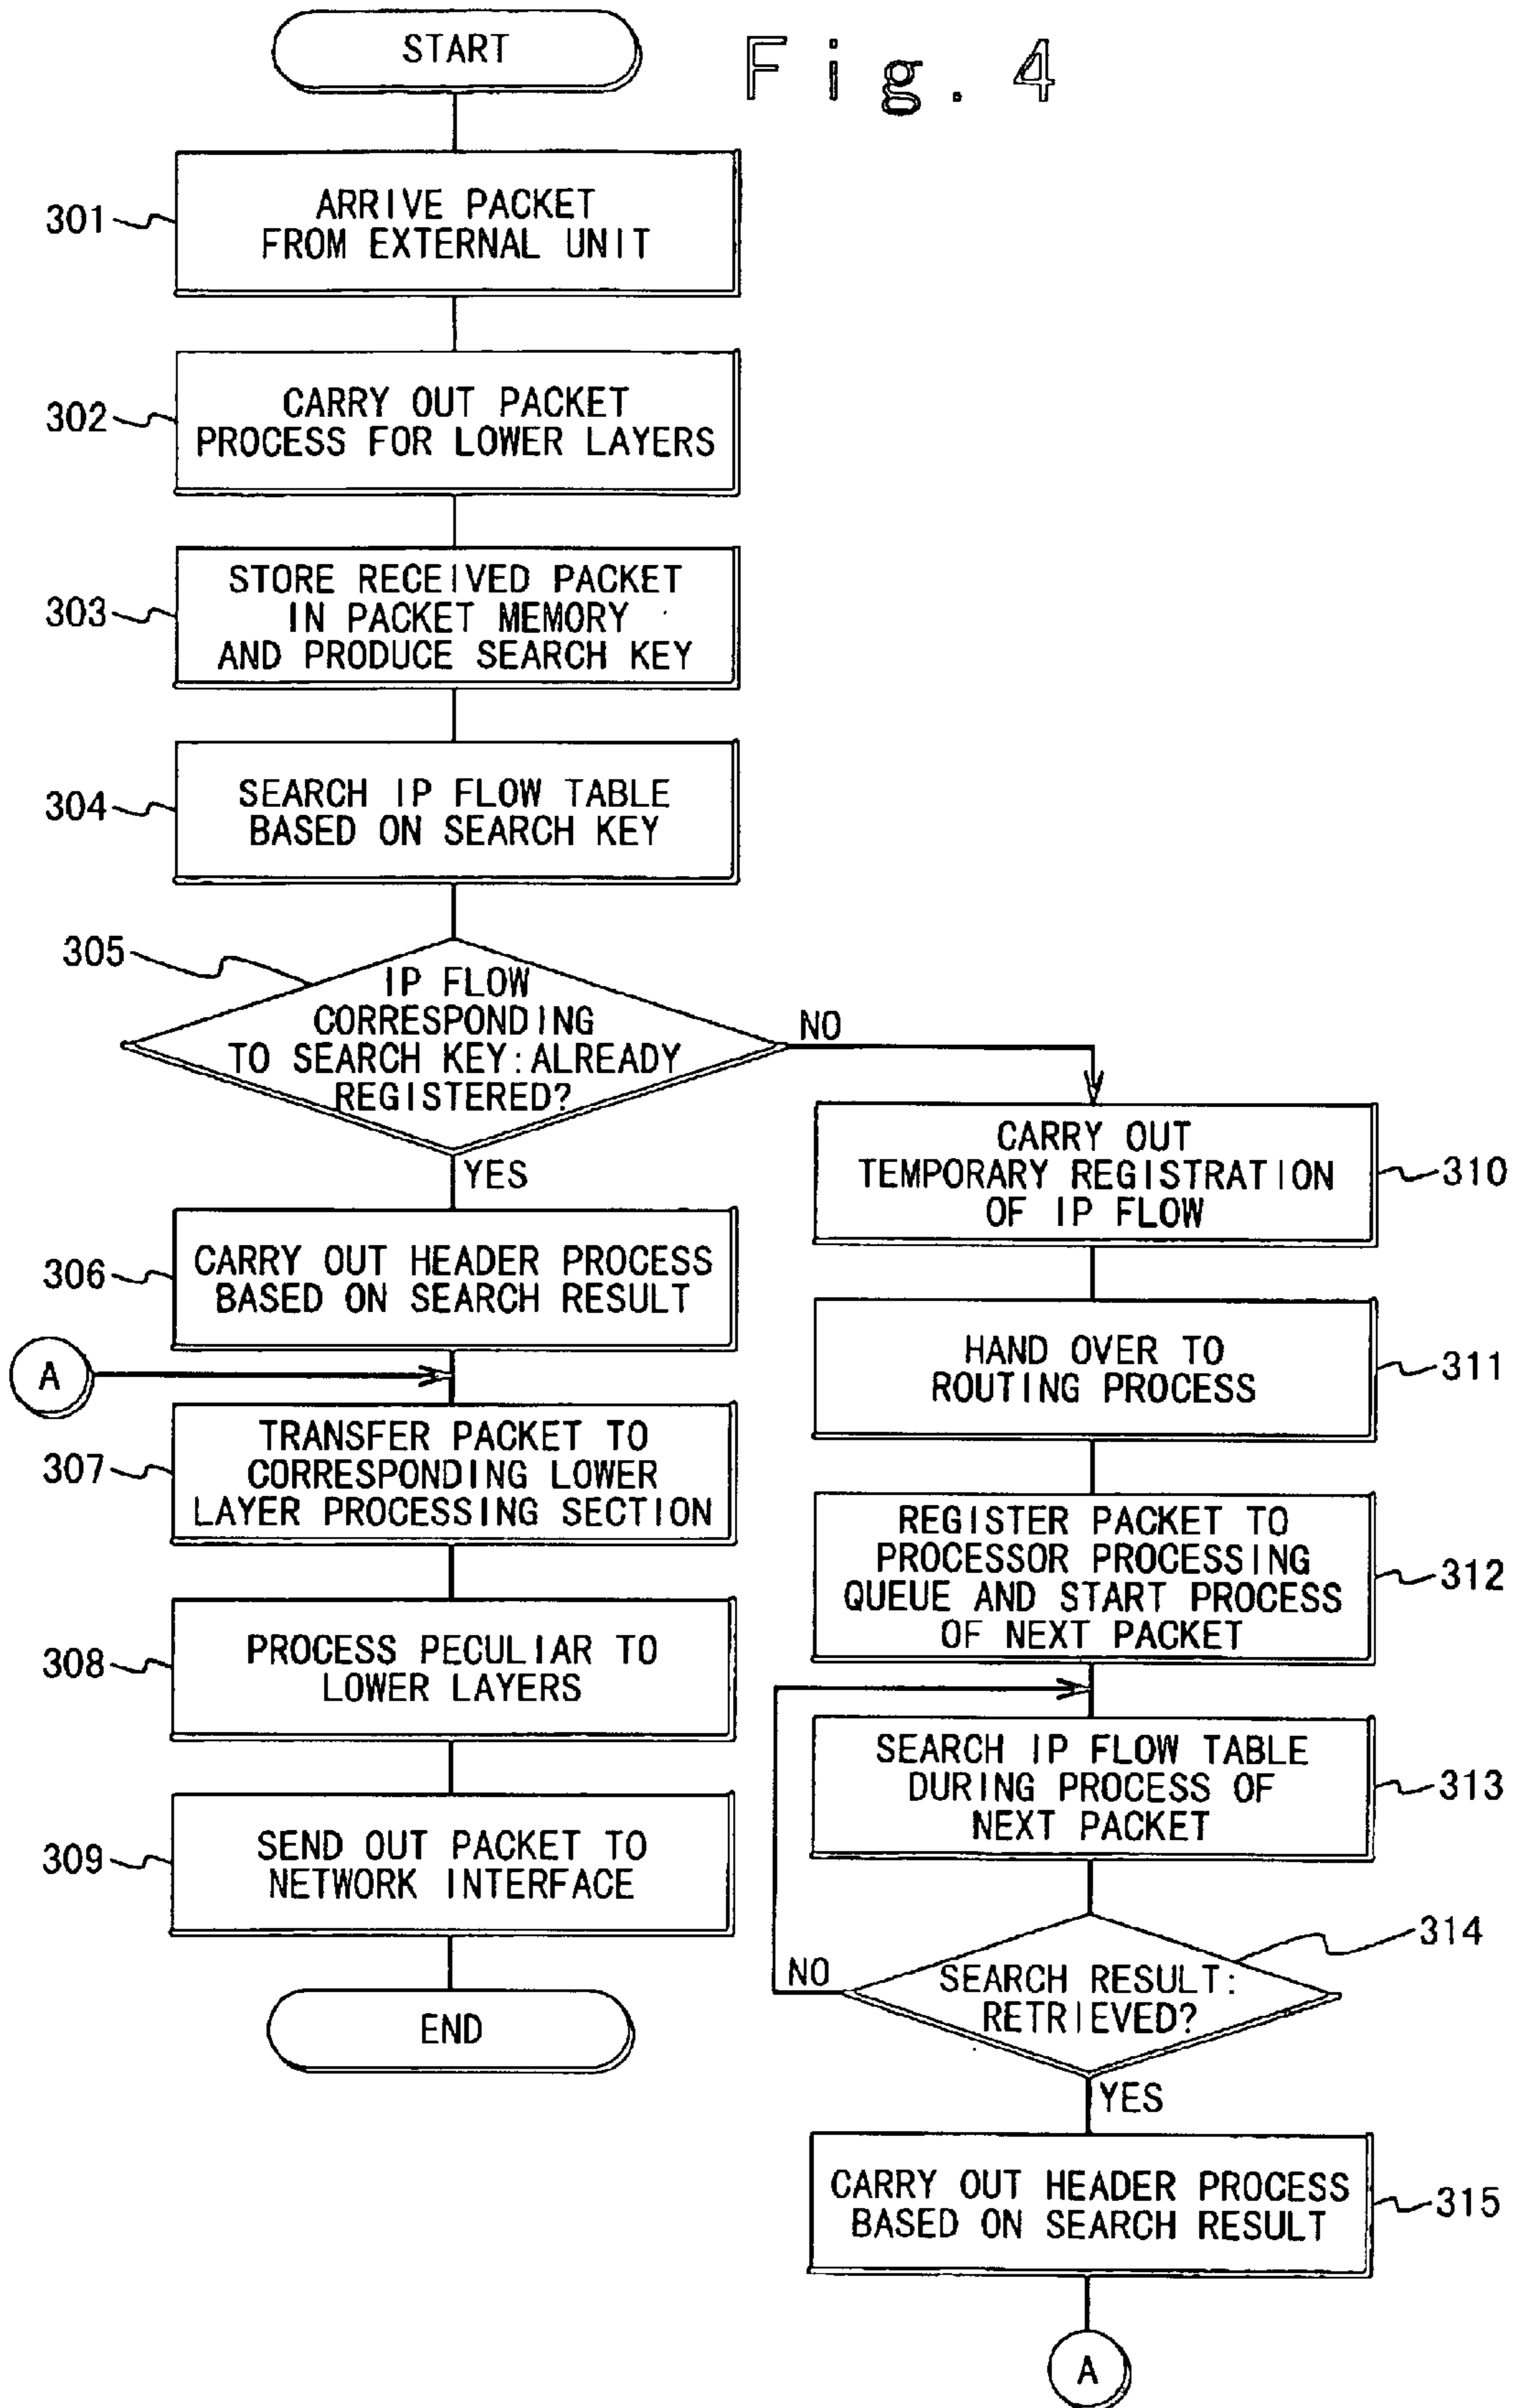 Fig. 4
START
301
ARRIVE PACKET
FROM EXTERNAL UNIT
302
CARRY OUT PACKET
PROCESS FOR LOWER LAYERS
303
STORE RECEIVED PACKET
IN PACKET MEMORY
AND PRODUCE SEARCH KEY
304
SEARCH IP FLOW TABLE
BASED ON SEARCH KEY
305
IP FLOW
CORRESPONDING
TO SEARCH KEY:ALREADY
REGISTERED?
NO
YES
306
CARRY OUT HEADER PROCESS
BASED ON SEARCH RESULT
A
307
TRANSFER PACKET TO
CORRESPONDING LOWER
LAYER PROCESSING SECTION
308
PROCESS PECULIAR TO
LOWER LAYERS
309
SEND OUT PACKET TO
NETWORK INTERFACE
END
CARRY OUT
TEMPORARY REGISTRATION
OF IP FLOW
310
HAND OVER TO
ROUTING PROCESS
311
REGISTER PACKET TO
PROCESSOR PROCESSING
QUEUE AND START PROCESS
OF NEXT PACKET
312
SEARCH IP FLOW TABLE
DURING PROCESS OF
NEXT PACKET
313
314
NO
SEARCH RESULT:
RETRIEVED?
YES
CARRY OUT HEADER PROCESS
BASED ON SEARCH RESULT
315
A